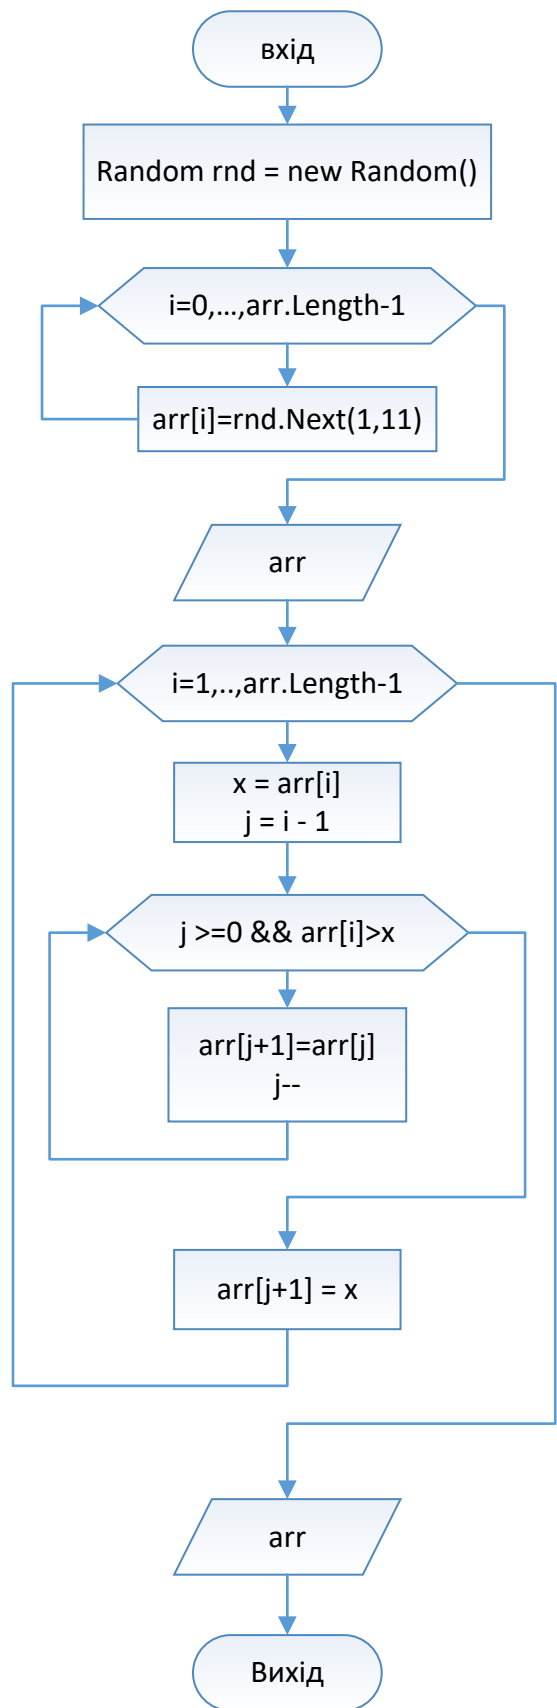 вхід
Random rnd = new Random()
i=0,...,arr.Length-1
arr[i]=rnd.Next(1,11)
arr
i=1,..,arr.Length-1
x = arr[i]
j = i - 1
j >=0 && arr[i]>x
arr[j+1]=arr[j]
j--
arr[j+1] = x
arr
Вихід